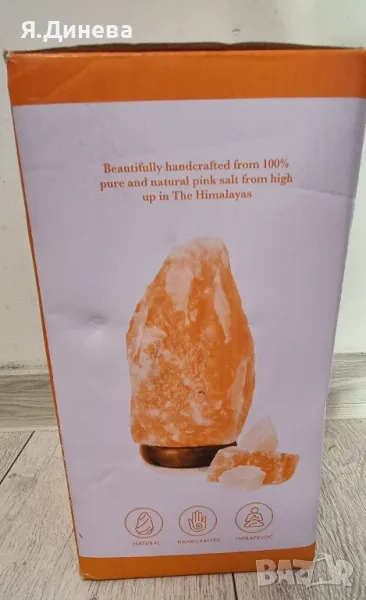 Я.Динева
Beautifully handcrafted from 100%
pure and natural pink salt from high
up in The Himalayas
NATURAL HANDCRAFTED THERAPEUTIC
BAZAR